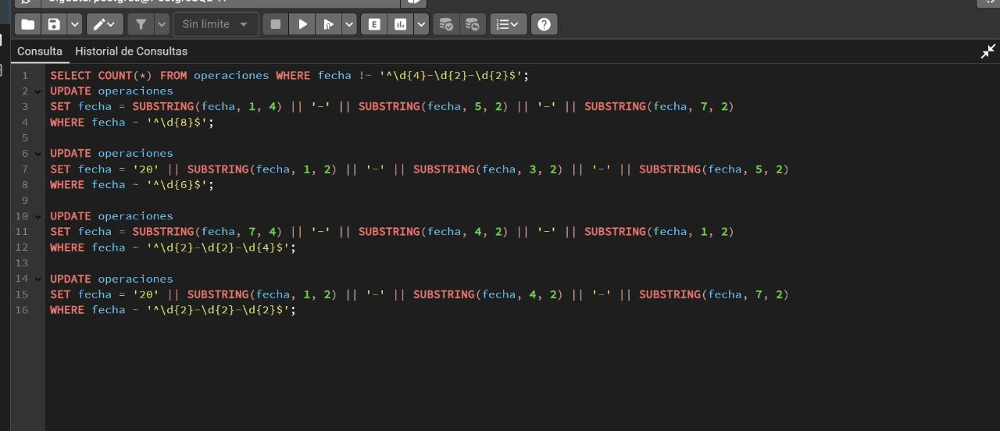 Sin límite
Consulta Historial de Consultas
1 SELECT COUNT(*) FROM operaciones WHERE fecha !~ '^\d{4}-\d{2}-\d{2}$';
2 UPDATE operaciones
3 SET fecha = SUBSTRING(fecha, 1, 4) || '-' || SUBSTRING(fecha, 5, 2) || '-' || SUBSTRING(fecha, 7, 2)
4 WHERE fecha ~ '^\d{8}$';
5
6 UPDATE operaciones
7 SET fecha = '20' || SUBSTRING(fecha, 1, 2) || '-' || SUBSTRING(fecha, 3, 2) || '-' || SUBSTRING(fecha, 5, 2)
8 WHERE fecha ~ '^\d{6}$';
9
10 UPDATE operaciones
11 SET fecha = SUBSTRING(fecha, 7, 4) || '-' || SUBSTRING(fecha, 4, 2) || '-' || SUBSTRING(fecha, 1, 2)
12 WHERE fecha ~ '^\d{2}-\d{2}-\d{4}$';
13
14 UPDATE operaciones
15 SET fecha = '20' || SUBSTRING(fecha, 1, 2) || '-' || SUBSTRING(fecha, 4, 2) || '-' || SUBSTRING(fecha, 7, 2)
16 WHERE fecha ~ '^\d{2}-\d{2}-\d{2}$';